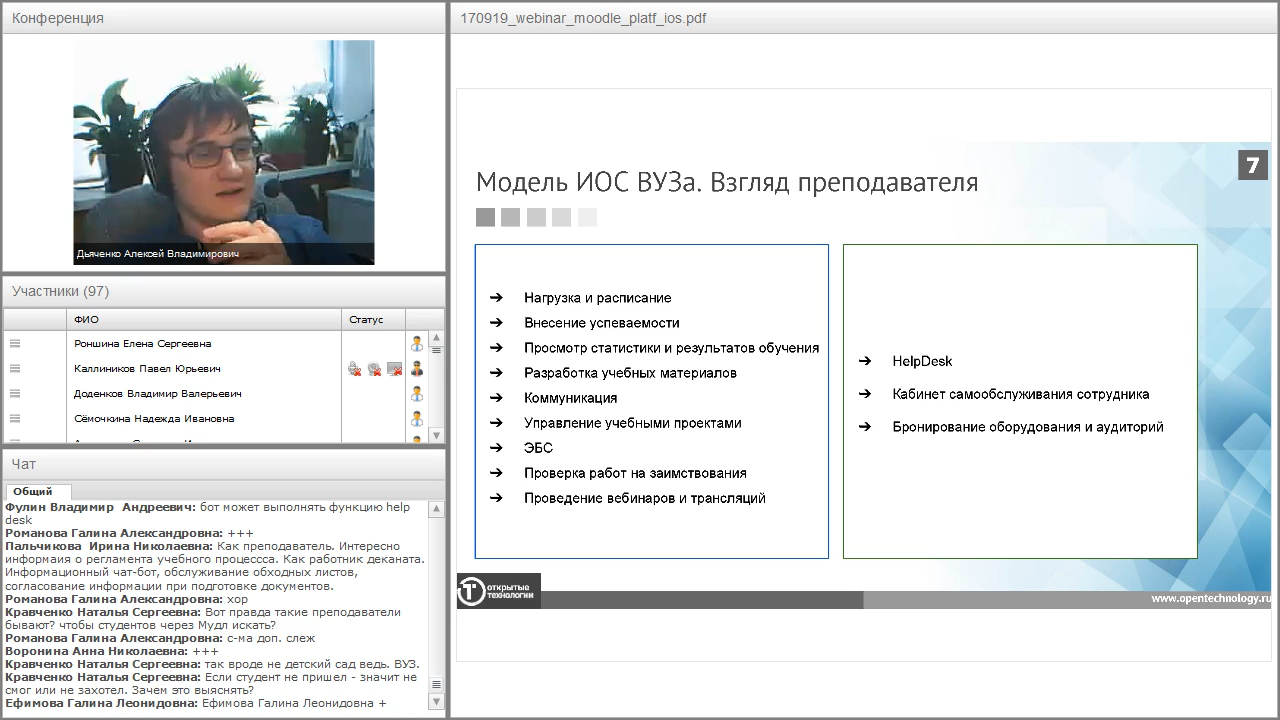 Конференция
Дьяченко Алексей Владимирович
Участники (97)
ФИО
Статус
Роншина Елена Сергеевна
Каллиников Павел Юрьевич
Доденков Владимир Валерьевич
Сёмочкина Надежда Ивановна
Чат
Общий
Фулин Владимир Андреевич: бот может выполнять функцию help
desk
Романова Галина Александровна: +++
Пальчикова Ирина Николаевна: Как преподаватель. Интересно
информаия о регламента учебного процессса. Как работник деканата.
Информационный чат-бот, обслуживание обходных листов,
согласование информации при подготовке документов.
Романова Галина Александровна: хор
Кравченко Наталья Сергеевна: Вот правда такие преподаватели
бывают? чтобы студентов через Мудл искать?
Романова Галина Александровна: с-ма доп. слеж
Воронина Анна Николаевна: +++
Кравченко Наталья Сергеевна: так вроде не детский сад ведь. ВУЗ.
Кравченко Наталья Сергеевна: Если студент не пришел - значит не
смог или не захотел. Зачем это выяснять?
Ефимова Галина Леонидовна: Ефимова Галина Леонидовна +
170919_webinar_moodle_platf_ios.pdf
7
Модель ИОС ВУЗа. Взгляд преподавателя
➔ Нагрузка и расписание
➔ Внесение успеваемости
➔ Просмотр статистики и результатов обучения
➔ Разработка учебных материалов
➔ Коммуникация
➔ Управление учебными проектами
➔ ЭБС
➔ Проверка работ на заимствования
➔ Проведение вебинаров и трансляций
➔ HelpDesk
➔ Кабинет самообслуживания сотрудника
➔ Бронирование оборудования и аудиторий
ОТКРЫТЫЕ
ТЕХНОЛОГИИ
www.opentechnology.ru